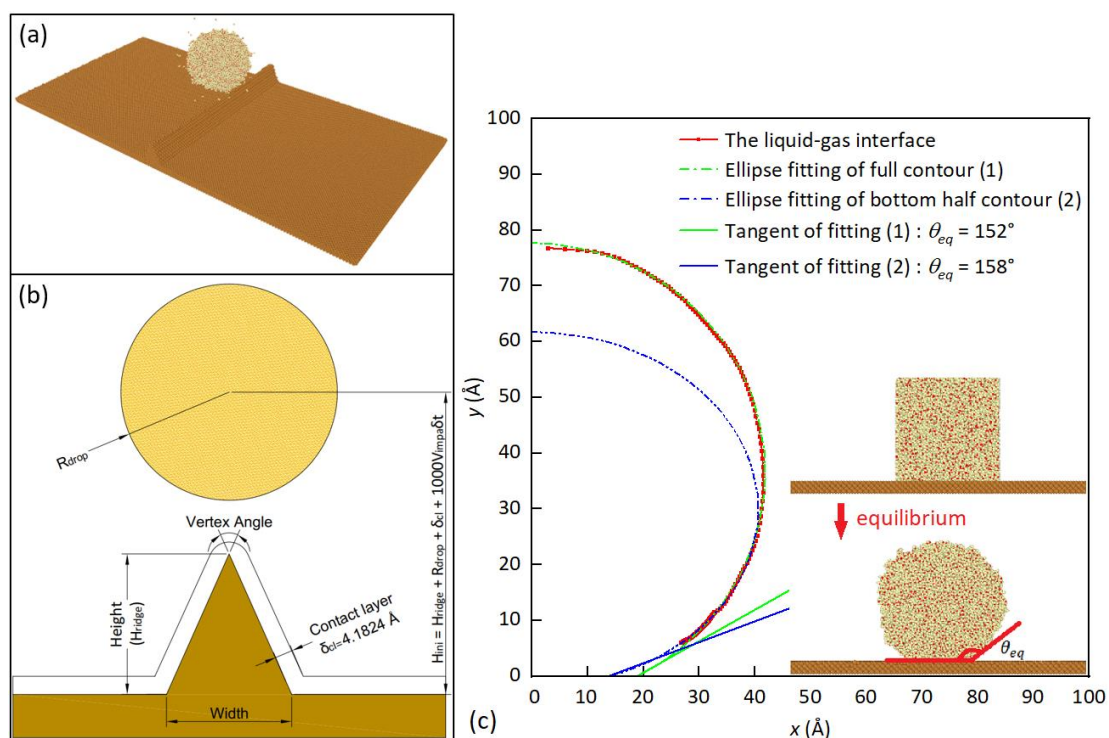 (a)
(b)
Rdrop
Vertex Angle
Height
(Hridge)
Contact layer
δcl=4,1824 Å
Width
Hini = Hridge + Rdrop + δcl + 1000Vimpaδt
(c)
100
90
80
70
60
50
40
30
20
10
0
y (Å)
The liquid-gas interface
Ellipse fitting of full contour (1)
Ellipse fitting of bottom half contour (2)
Tangent of fitting (1) : θeq = 152°
Tangent of fitting (2) : θeq = 158°
equilibrium
θeq
0 10 20 30 40 50 60 70 80 90 100
x (Å)